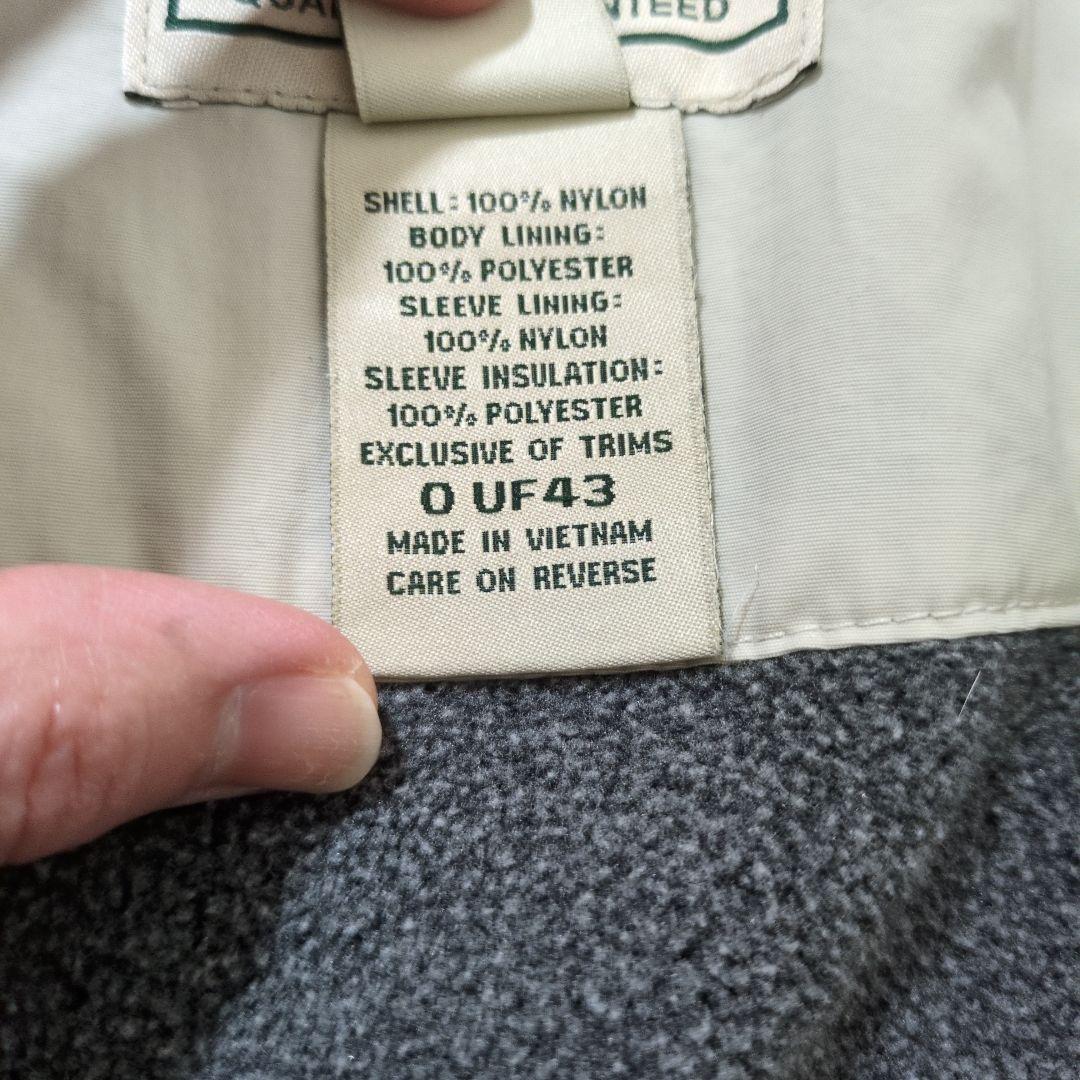 SHELL: 100% NYLON
BODY LINING:
100% POLYESTER
SLEEVE LINING:
100% NYLON
SLEEVE INSULATION:
100% POLYESTER
EXCLUSIVE OF TRIMS
0 UF43
MADE IN VIETNAM
CARE ON REVERSE